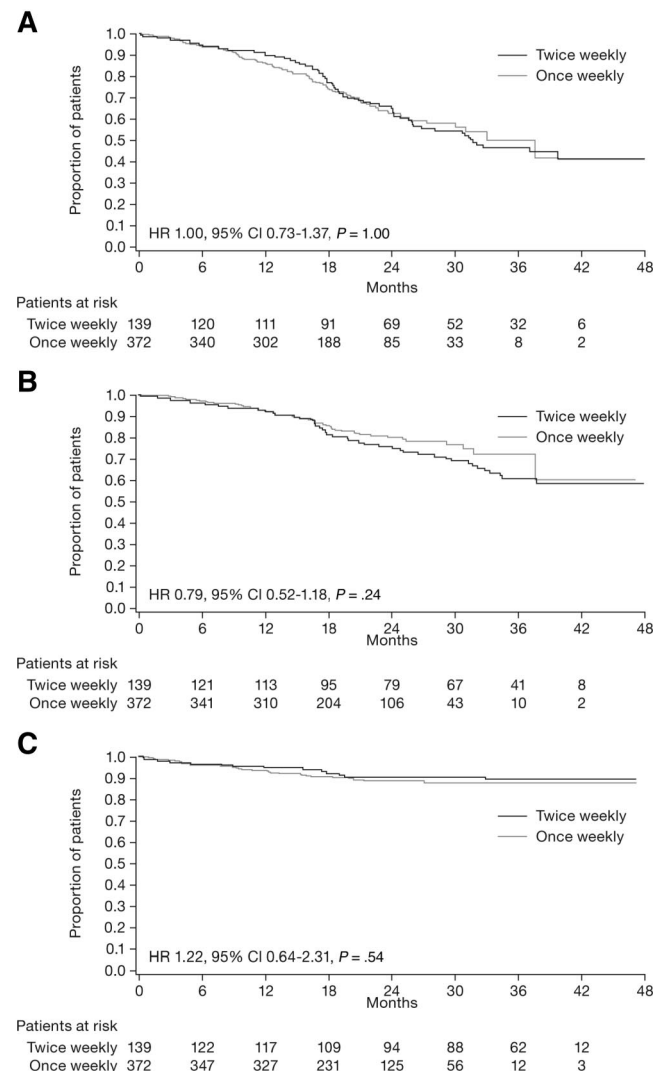 A
Proportion of patients
1.0
0.9
0.8
0.7
0.6
0.5
0.4
0.3
0.2
0.1
0.0
Twice weekly
Once weekly
HR 1.00, 95% CI 0.73-1.37, P = 1.00
0 6 12 18 24 30 36 42 48
Months
Patients at risk
Twice weekly 139 120 111 91 69 52 32 6
Once weekly 372 340 302 188 85 33 8 2
B
Proportion of patients
1.0
0.9
0.8
0.7
0.6
0.5
0.4
0.3
0.2
0.1
0.0
Twice weekly
Once weekly
HR 0.79, 95% CI 0.52-1.18, P = .24
0 6 12 18 24 30 36 42 48
Months
Patients at risk
Twice weekly 139 121 113 95 79 67 41 8
Once weekly 372 341 310 204 106 43 10 2
C
Proportion of patients
1.0
0.9
0.8
0.7
0.6
0.5
0.4
0.3
0.2
0.1
0.0
Twice weekly
Once weekly
HR 1.22, 95% CI 0.64-2.31, P = .54
0 6 12 18 24 30 36 42 48
Months
Patients at risk
Twice weekly 139 122 117 109 94 88 62 12
Once weekly 372 347 327 231 125 56 12 3